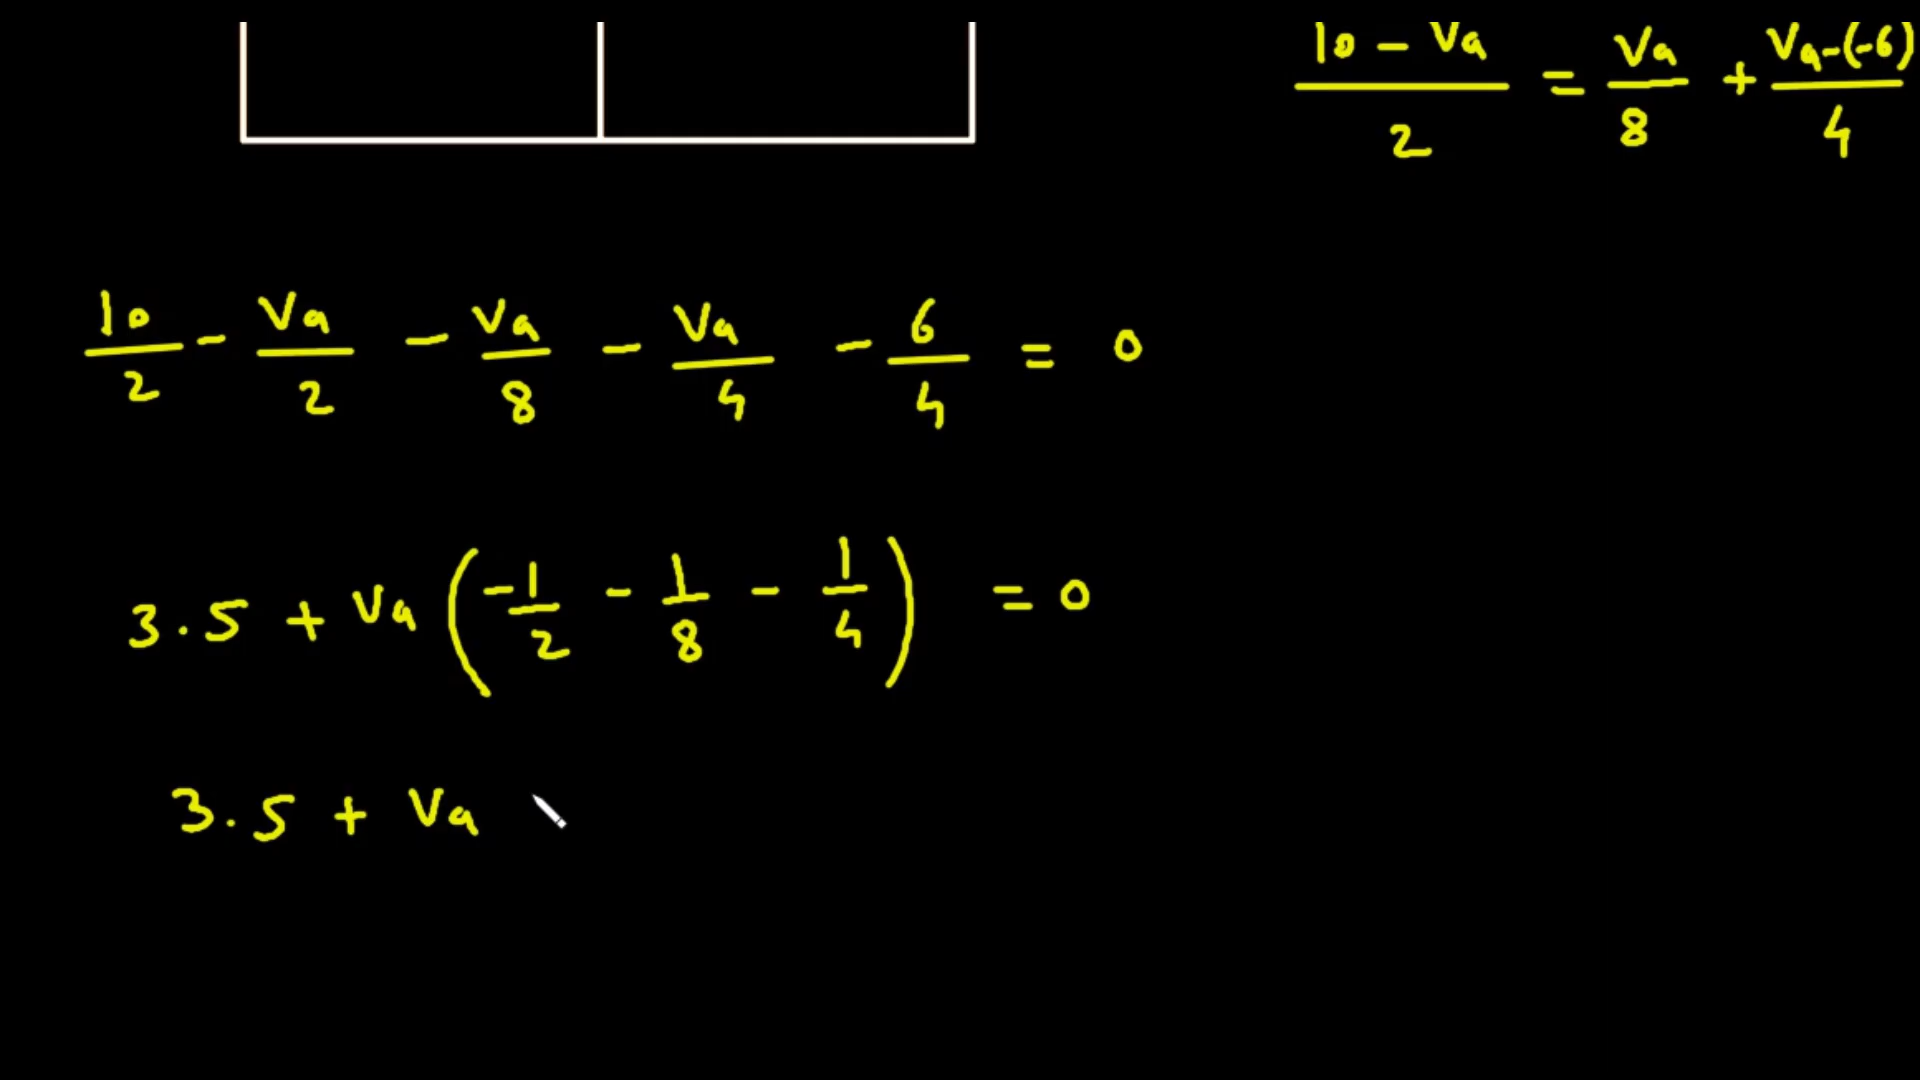 (10 - Va)/2 = Va/8 + (Va-(-6))/4
10/2 - Va/2 - Va/8 - Va/4 - 6/4 = 0
3.5 + Va (-1/2 - 1/8 - 1/4) = 0
3.5 + Va